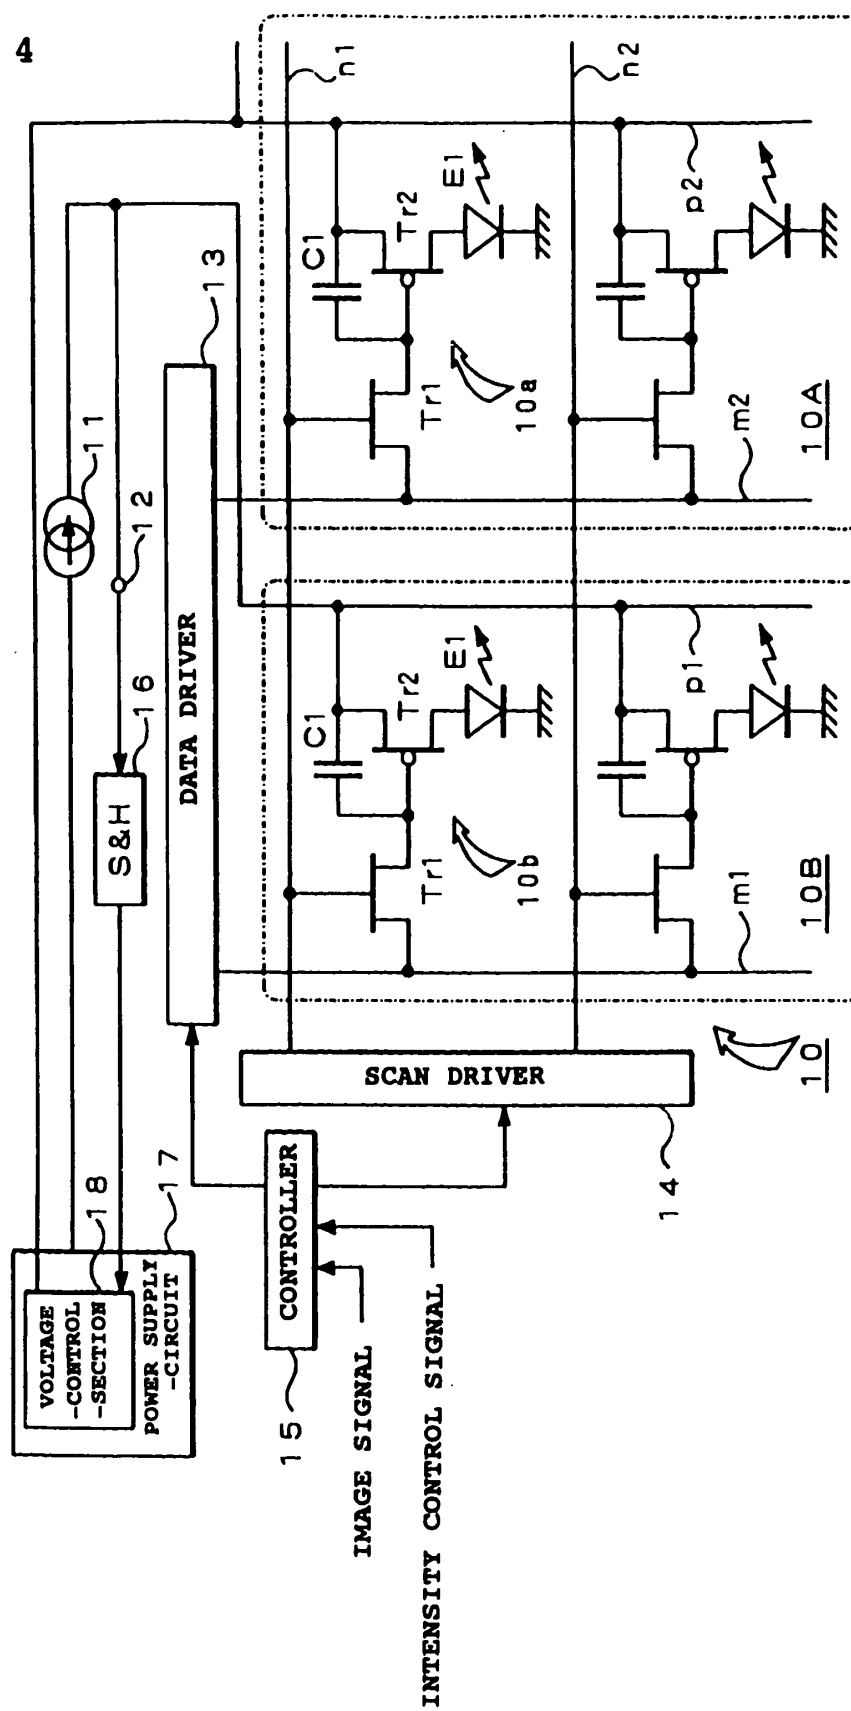 4
VOLTAGE
-CONTROL
-SECTION
18
POWER SUPPLY
-CIRCUIT
17
11
12
S&H
16
DATA DRIVER
13
CONTROLLER
15
IMAGE SIGNAL
INTENSITY CONTROL SIGNAL
SCAN DRIVER
14
10
n1
n2
C1
Tr2
E1
Tr1
10b
p1
m1
10B
C1
Tr2
E1
Tr1
10a
p2
m2
10A